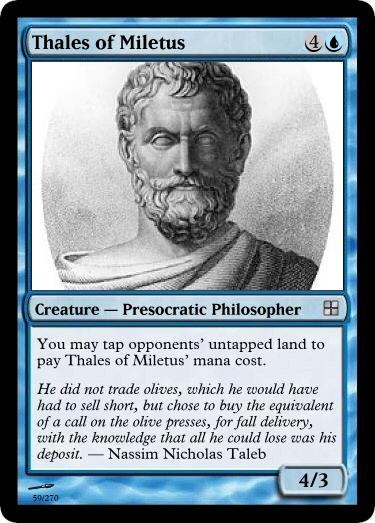 Thales of Miletus 4
Creature — Presocratic Philosopher
You may tap opponents' untapped land to
pay Thales of Miletus' mana cost.
He did not trade olives, which he would have
had to sell short, but chose to buy the equivalent
of a call on the olive presses, for fall delivery,
with the knowledge that all he could lose was his
deposit. — Nassim Nicholas Taleb
4/3
59/270